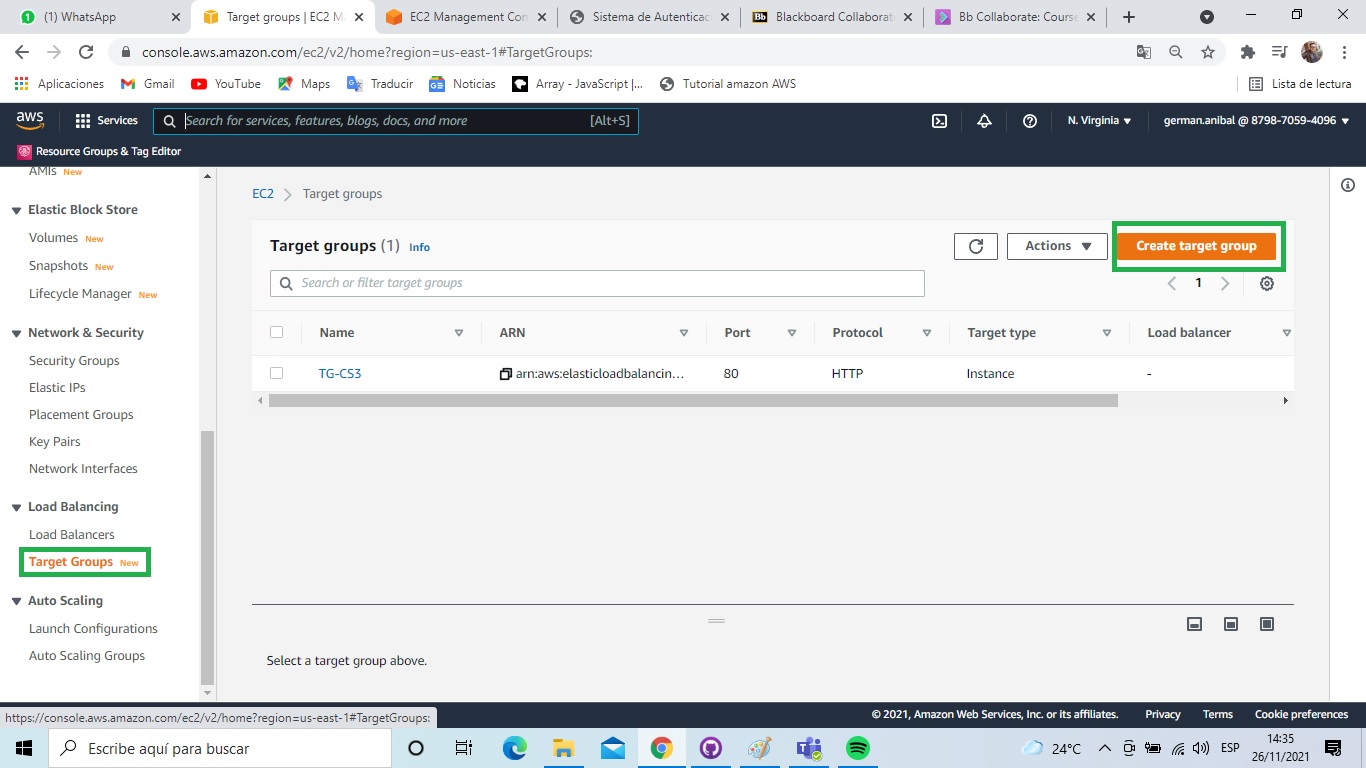 (1) WhatsApp
Target groups | EC2 M
EC2 Management Con
Sistema de Autenticac
Blackboard Collaborat
Bb Collaborate: Course
console.aws.amazon.com/ec2/v2/home?region=us-east-1#TargetGroups:
Aplicaciones
Gmail
YouTube
Maps
Traducir
Noticias
Array - JavaScript |...
Tutorial amazon AWS
Lista de lectura
aws
Services
Search for services, features, blogs, docs, and more
[Alt+S]
N. Virginia
german.anibal @ 8798-7059-4096
Resource Groups & Tag Editor
AMIs New
Elastic Block Store
Volumes New
Snapshots New
Lifecycle Manager New
Network & Security
Security Groups
Elastic IPs
Placement Groups
Key Pairs
Network Interfaces
Load Balancing
Load Balancers
Target Groups New
Auto Scaling
Launch Configurations
Auto Scaling Groups
EC2
Target groups
Target groups (1) Info
Actions
Create target group
Search or filter target groups
1
Name
ARN
Port
Protocol
Target type
Load balancer
TG-CS3
arn:aws:elasticloadbalancin...
80
HTTP
Instance
-
Select a target group above.
https://console.aws.amazon.com/ec2/v2/home?region=us-east-1#TargetGroups:
© 2021, Amazon Web Services, Inc. or its affiliates.
Privacy
Terms
Cookie preferences
Escribe aquí para buscar
24°C
ESP
14:35
26/11/2021